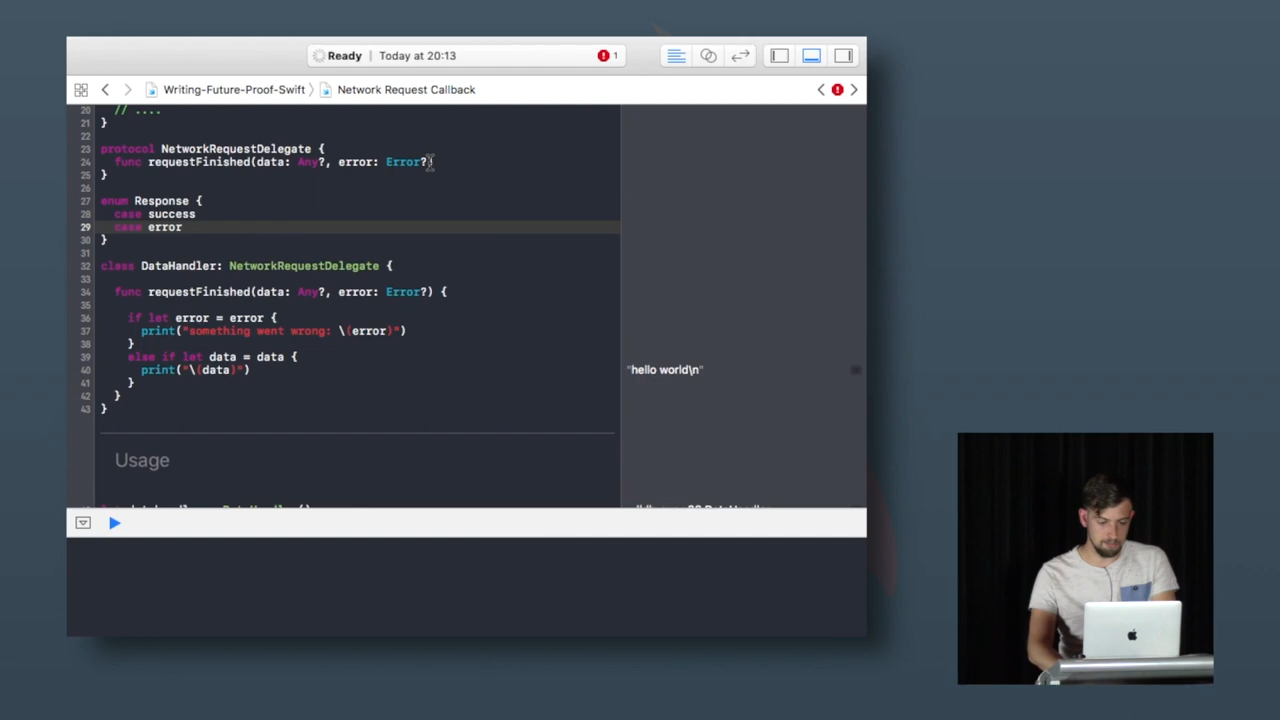 Ready | Today at 20:13 1
Writing-Future-Proof-Swift Network Request Callback
20 // ....
21 }
22
23 protocol NetworkRequestDelegate {
24 func requestFinished(data: Any?, error: Error?)
25 }
26
27 enum Response {
28 case success
29 case error
30 }
31
32 class DataHandler: NetworkRequestDelegate {
33
34 func requestFinished(data: Any?, error: Error?) {
35
36 if let error = error {
37 print("something went wrong: \(error)")
38 }
39 else if let data = data {
40 print("\(data)") "hello world\n"
41 }
42 }
43 }
Usage